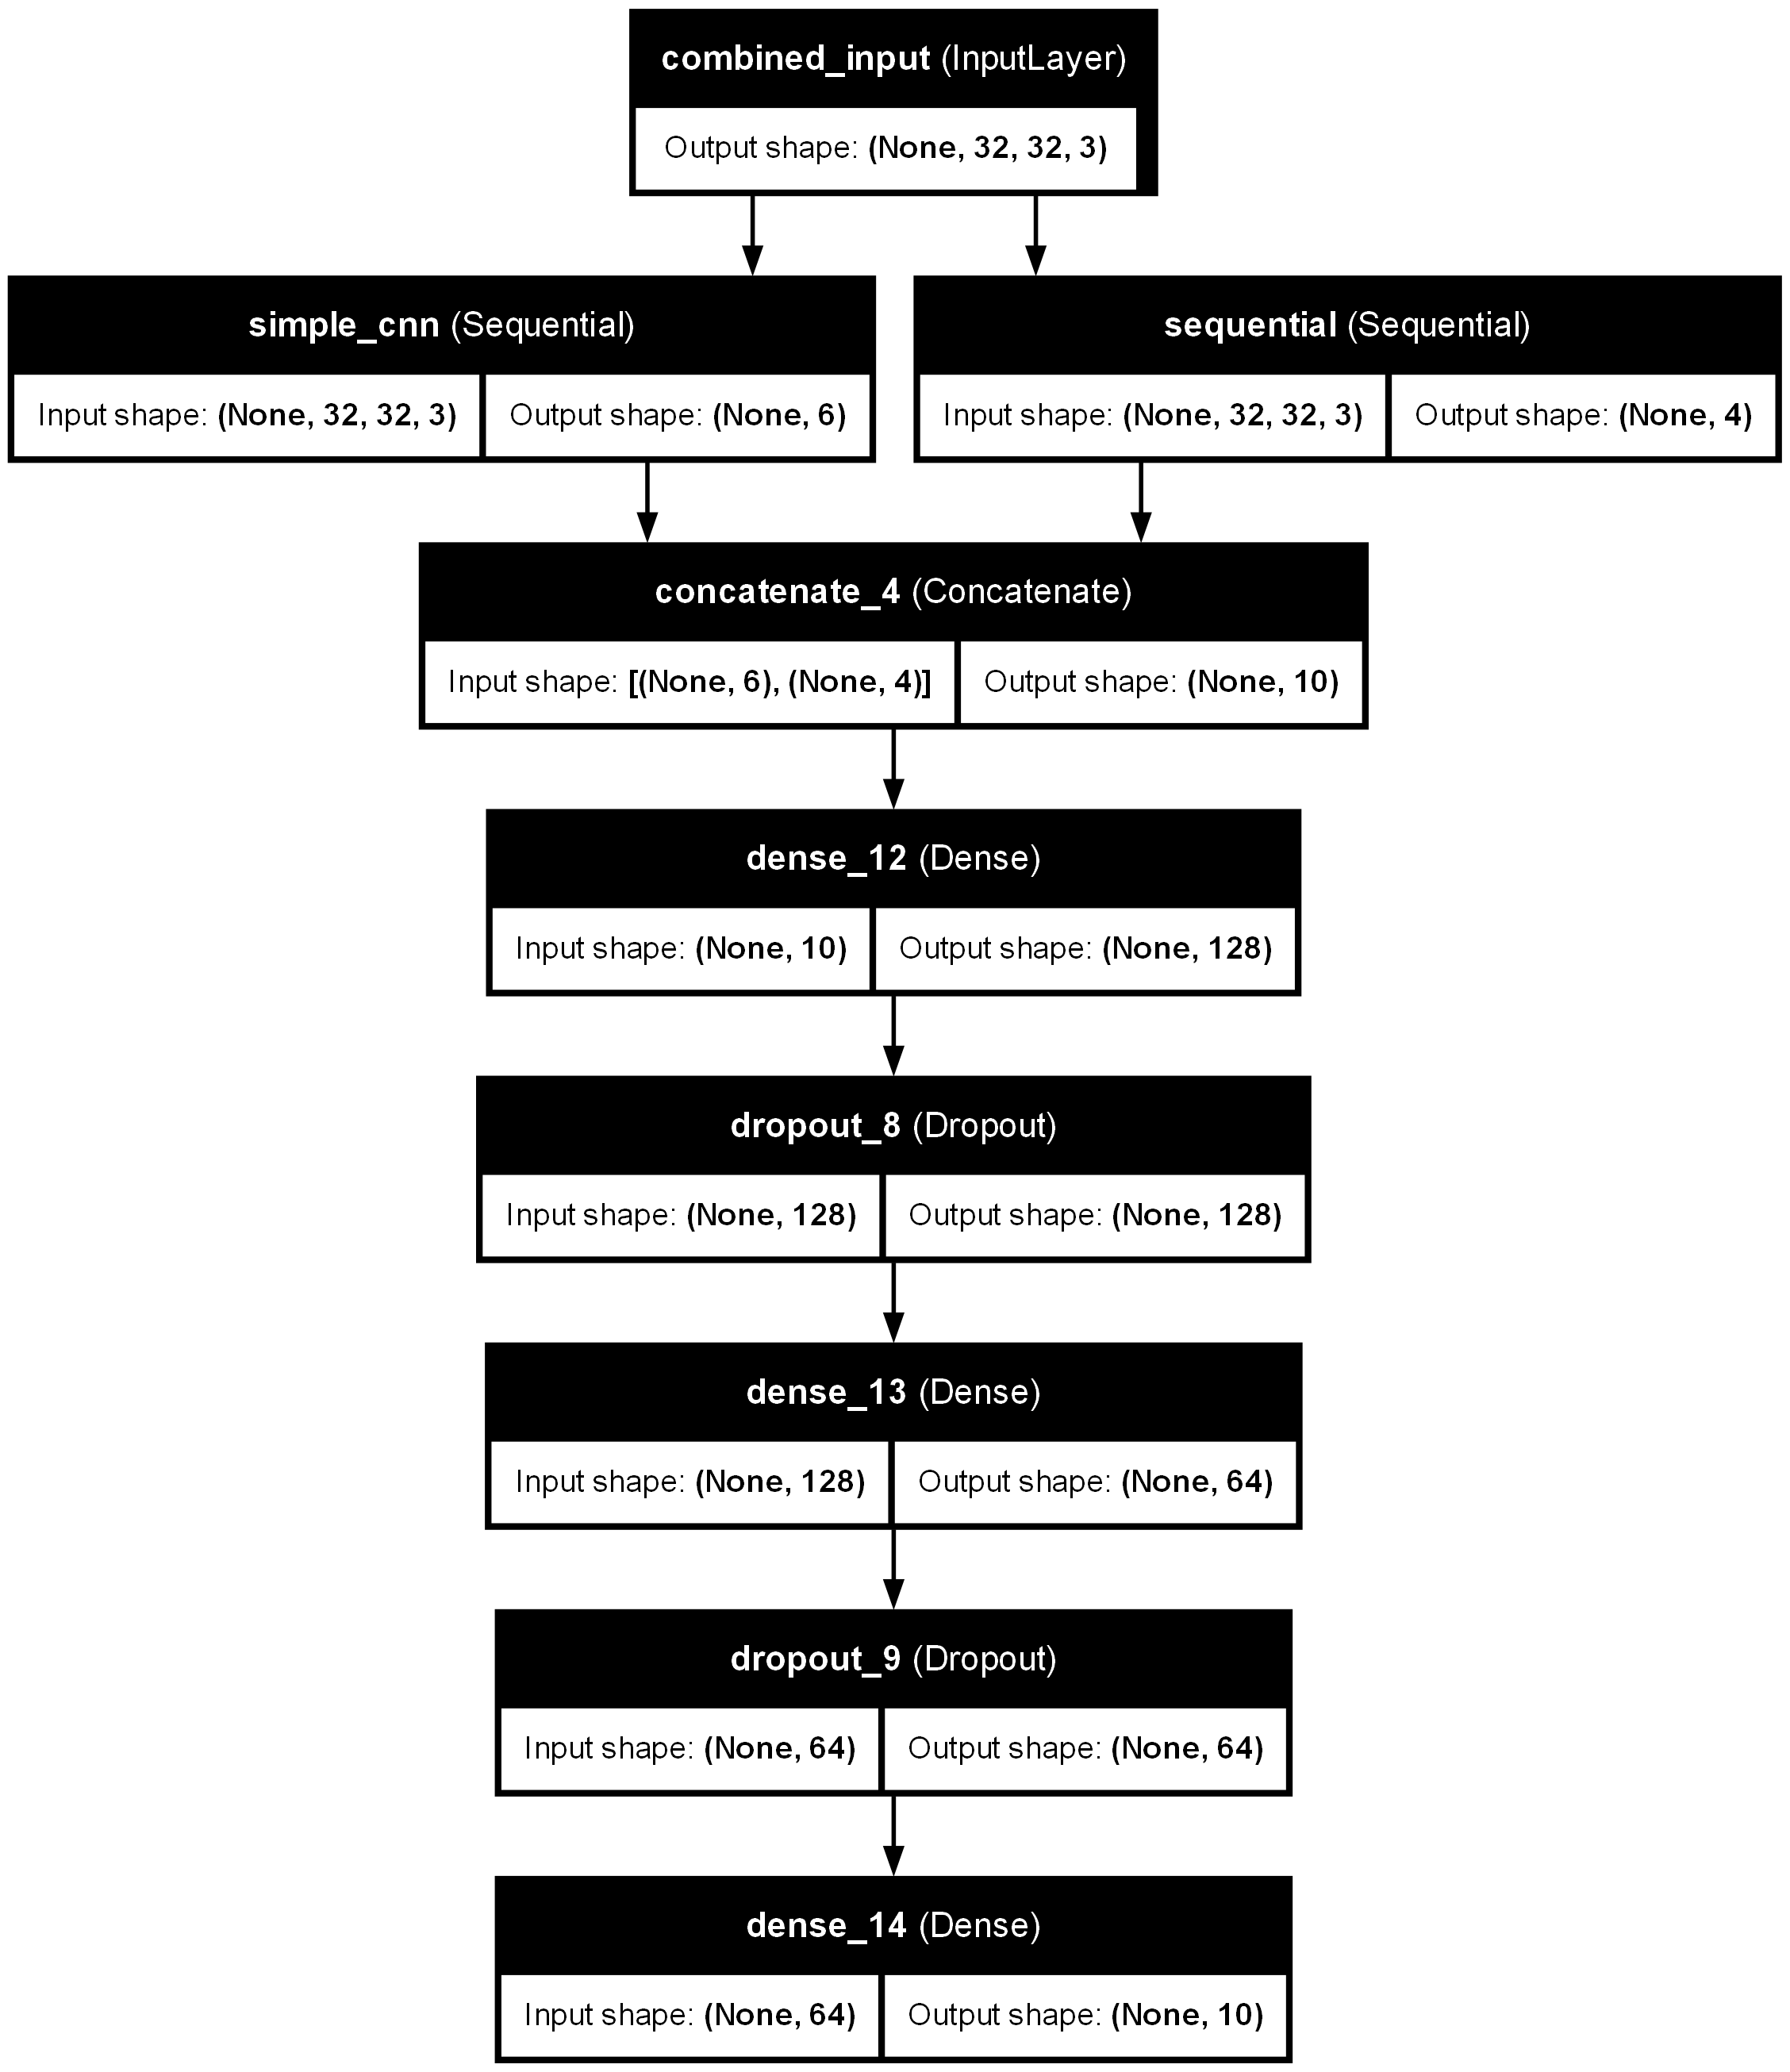 combined_input (InputLayer)
Output shape: (None, 32, 32, 3)
simple_cnn (Sequential)
Input shape: (None, 32, 32, 3) Output shape: (None, 6)
sequential (Sequential)
Input shape: (None, 32, 32, 3) Output shape: (None, 4)
concatenate_4 (Concatenate)
Input shape: [(None, 6), (None, 4)] Output shape: (None, 10)
dense_12 (Dense)
Input shape: (None, 10) Output shape: (None, 128)
dropout_8 (Dropout)
Input shape: (None, 128) Output shape: (None, 128)
dense_13 (Dense)
Input shape: (None, 128) Output shape: (None, 64)
dropout_9 (Dropout)
Input shape: (None, 64) Output shape: (None, 64)
dense_14 (Dense)
Input shape: (None, 64) Output shape: (None, 10)